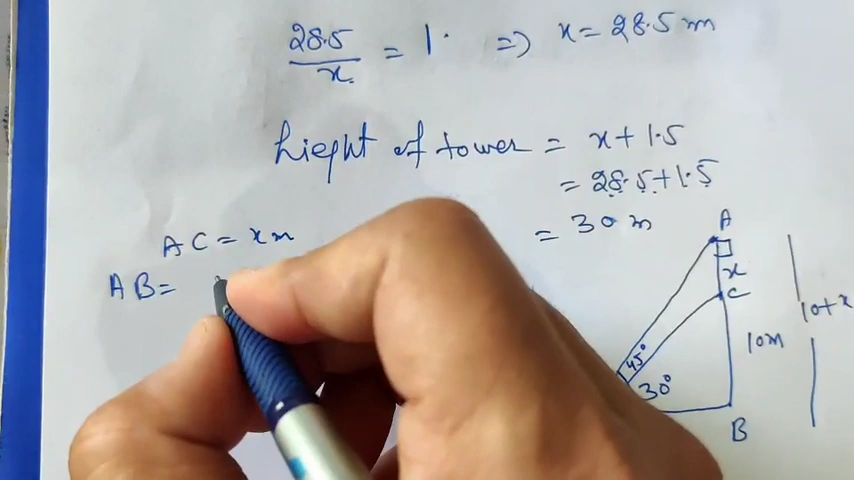 28.5/x = 1. => x = 28.5 m
hieght of tower = x + 1.5
= 28.5 + 1.5
= 30 m
AC = x m
AB =
A
x
C
10+x
10m
45°
30°
B